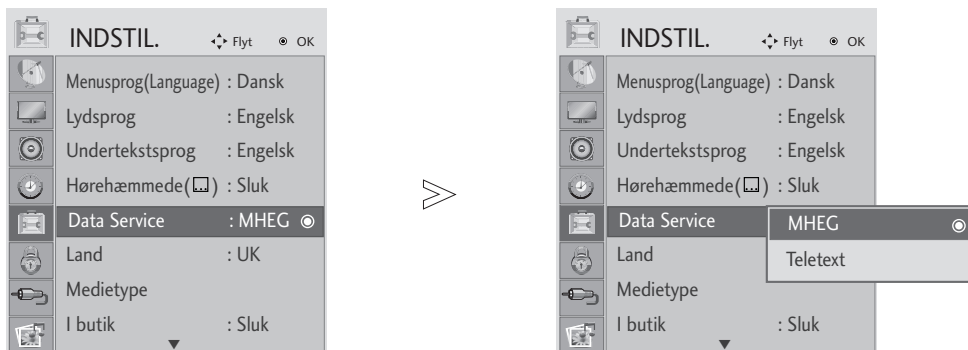 INDSTIL. Flyt OK
Menusprog(Language) : Dansk
Lydsprog : Engelsk
Undertekstsprog : Engelsk
Hørehæmmede( ) : Sluk
Data Service : MHEG
Land : UK
Medietype
I butik : Sluk
>
INDSTIL. Flyt OK
Menusprog(Language) : Dansk
Lydsprog : Engelsk
Undertekstsprog : Engelsk
Hørehæmmede( ) : Sluk
Data Service MHEG
Land Teletext
Medietype
I butik : Sluk